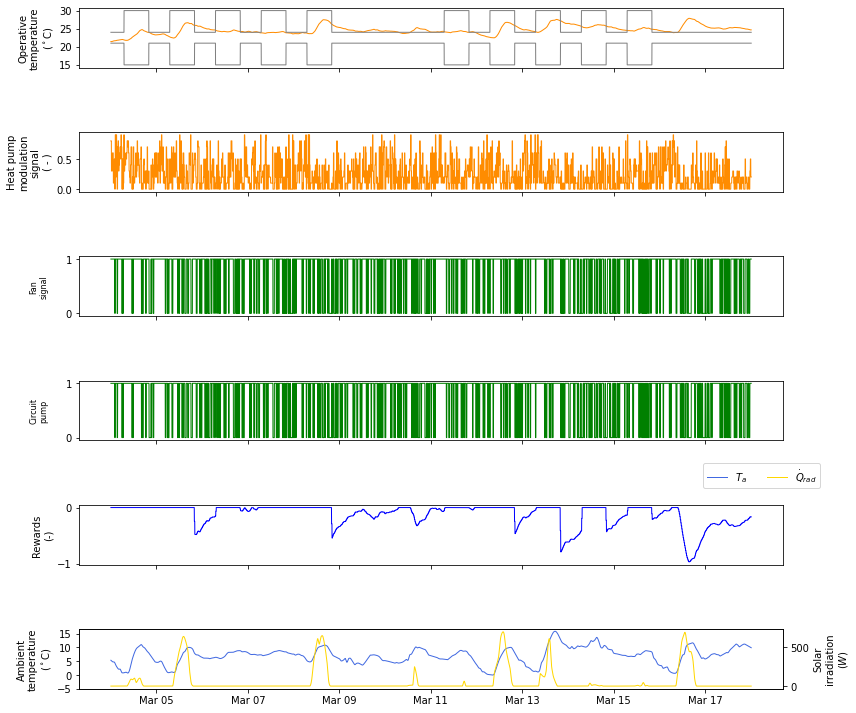 Operative
temperature
(°C)
30
25
20
15
Heat pump
modulation
signal
( - )
0.5
0.0
Fan
signal
1
0
Circuit
pump
1
0
T_a
Q̇_rad
Rewards
(-)
0
−1
Ambient
temperature
(°C)
15
10
5
0
−5
500
0
Solar
irradiation
(W)
Mar 05 Mar 07 Mar 09 Mar 11 Mar 13 Mar 15 Mar 17